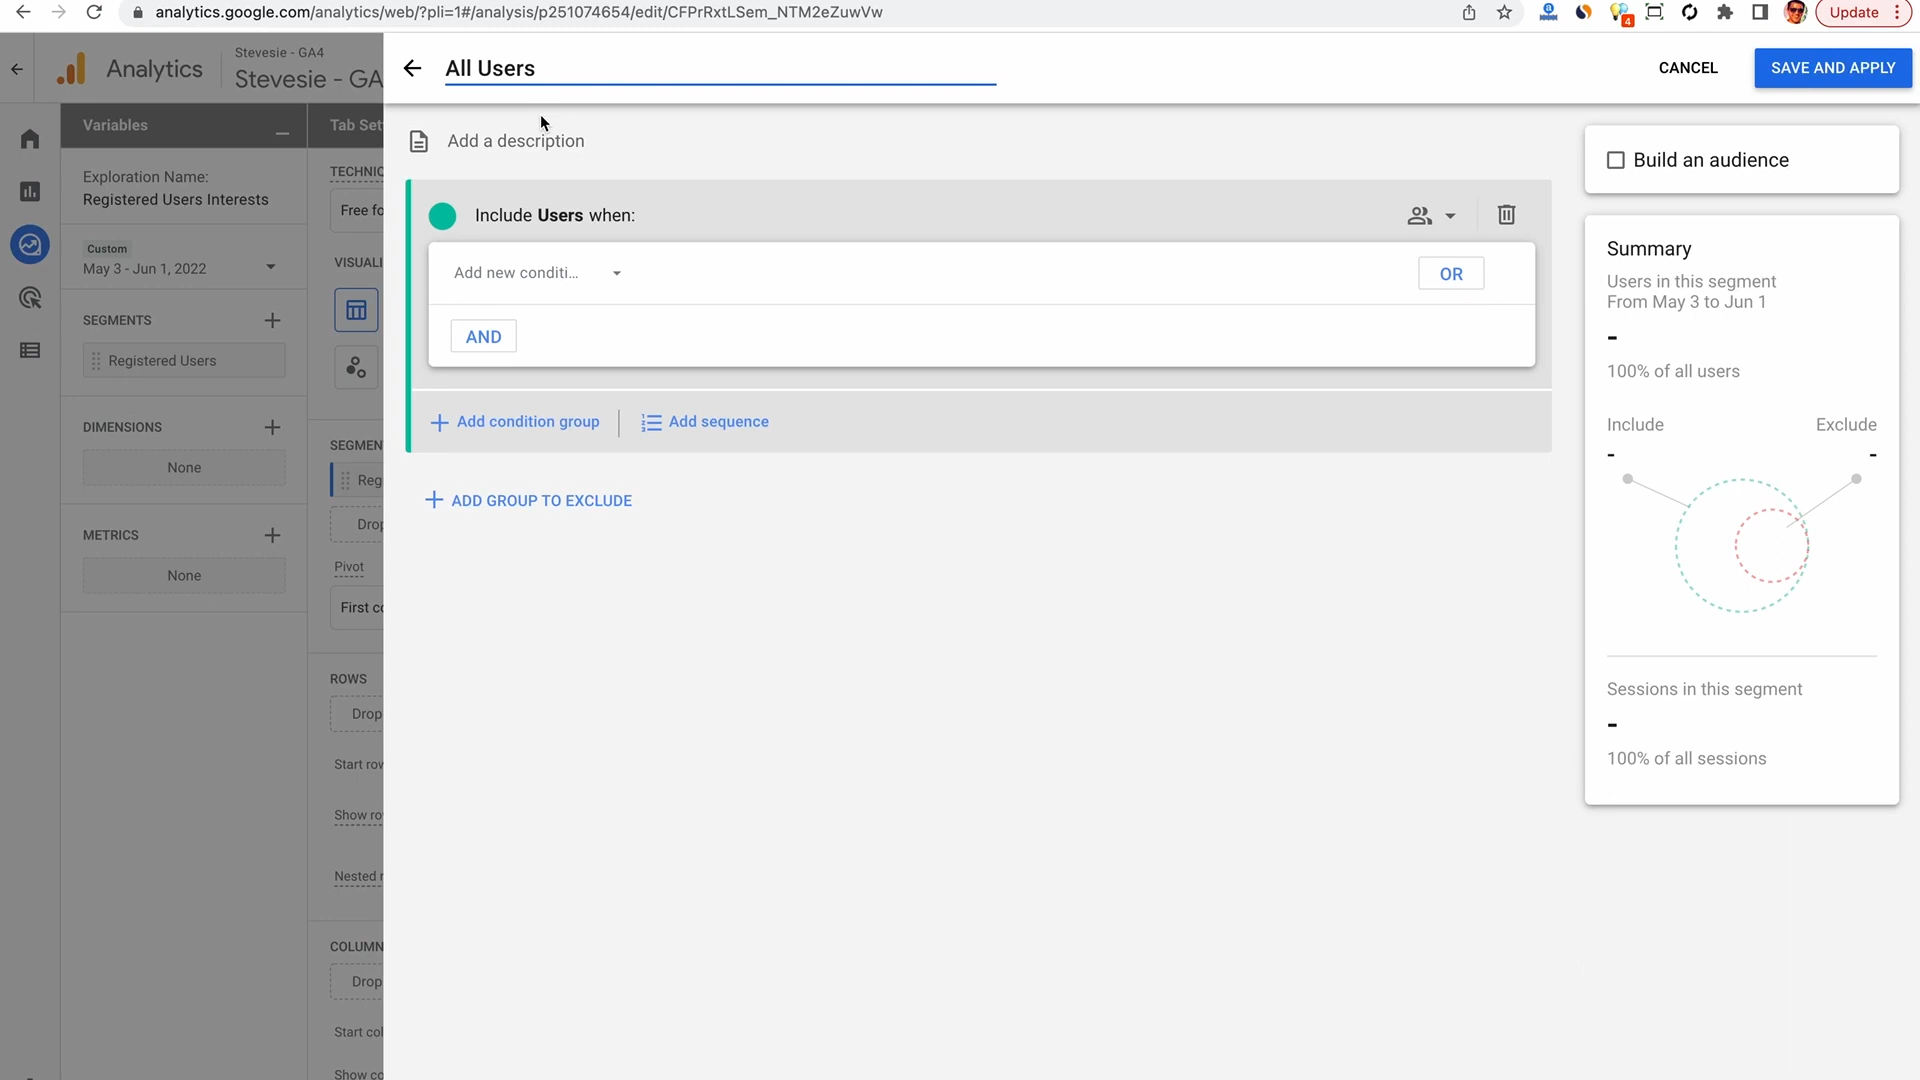 analytics.google.com/analytics/web/?pli=1#/analysis/p251074654/edit/CFPrRxtLSem_NTM2eZuwVw
4
Update
Analytics
Stevesie - GA4
Stevesie - GA
All Users
CANCEL
SAVE AND APPLY
Variables
Tab Set
Add a description
Build an audience
Exploration Name:
Registered Users Interests
TECHNIQ
Free fo
Include Users when:
Custom
May 3 - Jun 1, 2022
VISUALI
Add new conditi...
OR
AND
Summary
Users in this segment
From May 3 to Jun 1
-
100% of all users
SEGMENTS
Registered Users
DIMENSIONS
None
SEGMEN
Reg
Drop
Add condition group
Add sequence
Include
Exclude
-
-
ADD GROUP TO EXCLUDE
METRICS
None
Pivot
First co
ROWS
Drop
Start row
Show ro
Nested r
Sessions in this segment
-
100% of all sessions
COLUMN
Drop
Start col
Show co